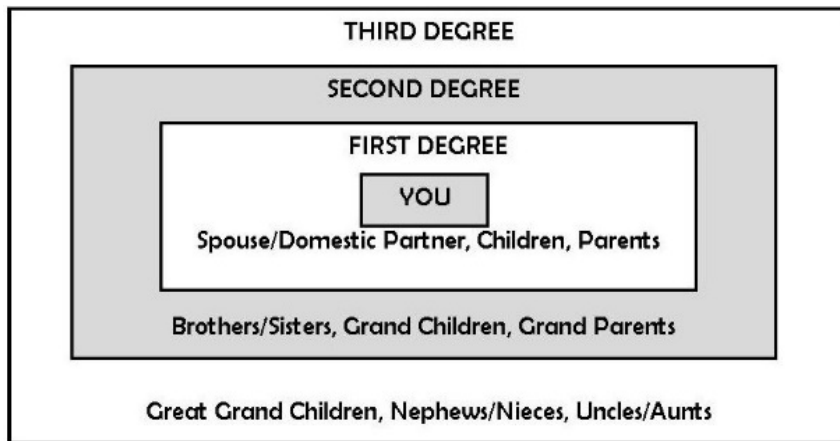 THIRD DEGREE
SECOND DEGREE
FIRST DEGREE
YOU
Spouse/Domestic Partner, Children, Parents
Brothers/Sisters, Grand Children, Grand Parents
Great Grand Children, Nephews/Nieces, Uncles/Aunts